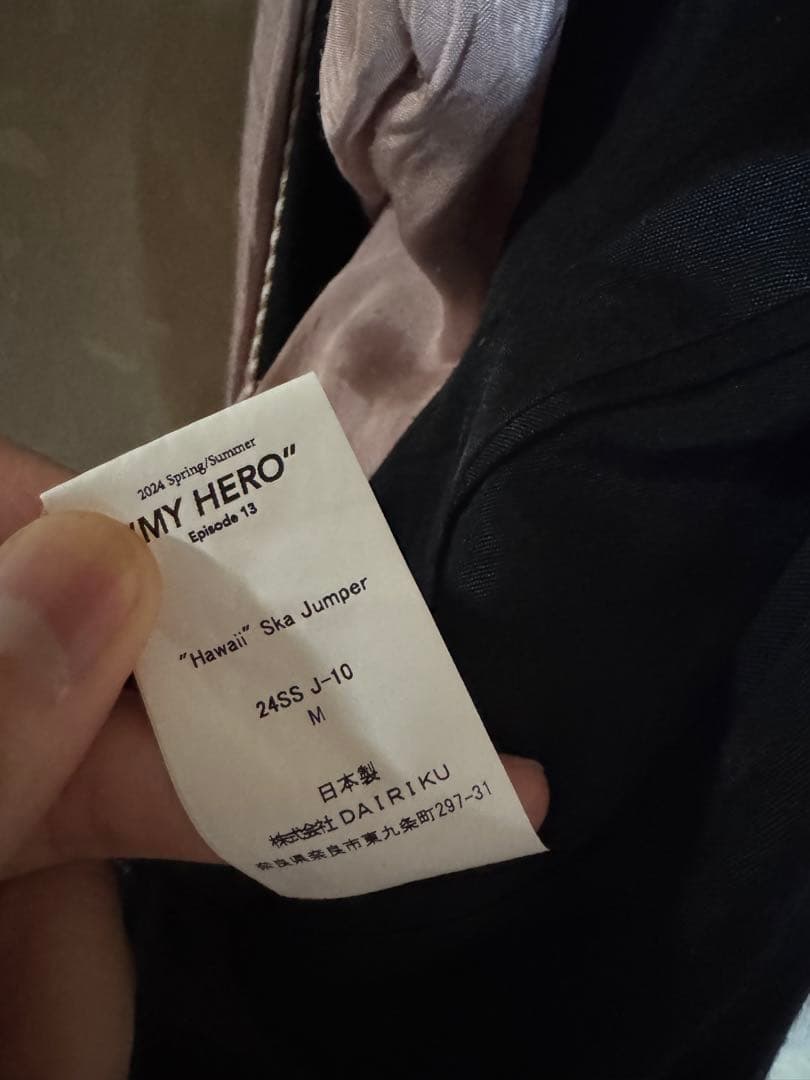 2024 Spring/Summer
"MY HERO"
Episode 13
"Hawaii" Ska Jumper
24SS J-10
M
日本製
株式会社 DAIRIKU
奈良県奈良市東九条町297-31